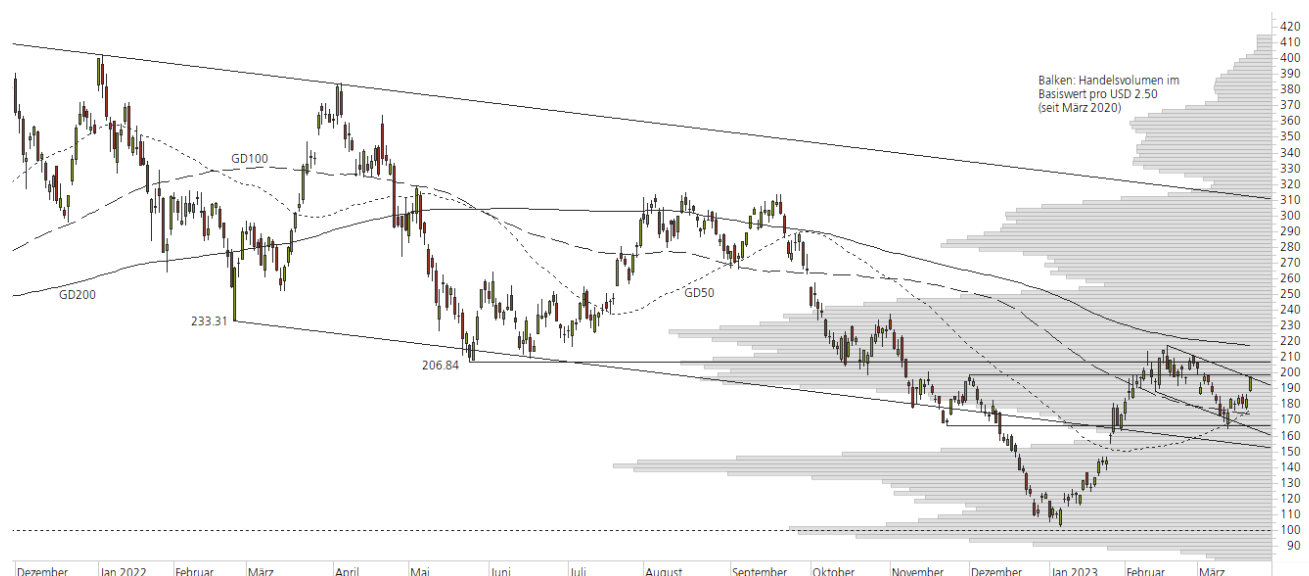 420
410
400
390
Balken: Handelsvolumen im
Basiswert pro USD 2.50
(seit März 2020)
380
370
360
350
340
GD100
330
320
310
300
290
280
270
260
GD200
GD50
250
240
233.31
230
220
210
206.84
200
190
180
170
160
150
140
130
120
110
100
90
Dezember
Jan 2022
Februar
März
April
Mai
Juni
Juli
August
September
Oktober
November
Dezember
Jan 2023
Februar
März